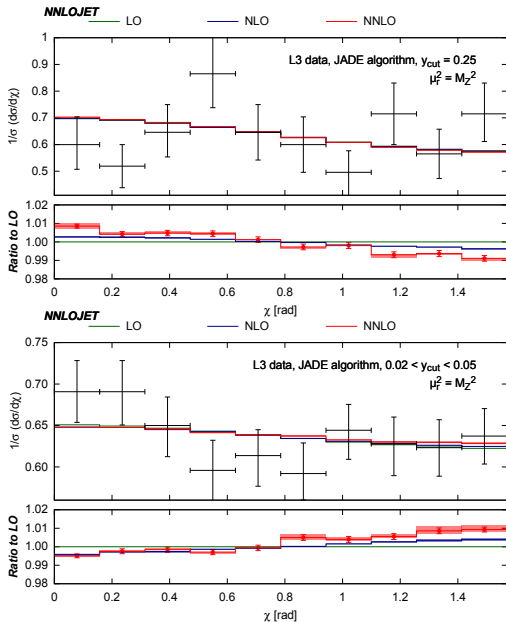 NNLOJET
LO NLO NNLO
1
0.9
0.8
0.7
0.6
0.5
1/σ (dσ/dχ)
L3 data, JADE algorithm, y_cut = 0.25
μ_r^2 = M_Z^2
1.02
1.01
1.00
0.99
0.98
Ratio to LO
0 0.2 0.4 0.6 0.8 1 1.2 1.4
χ [rad]
NNLOJET
LO NLO NNLO
0.75
0.70
0.65
0.60
1/σ (dσ/dχ)
L3 data, JADE algorithm, 0.02 < y_cut < 0.05
μ_r^2 = M_Z^2
1.02
1.01
1.00
0.99
0.98
Ratio to LO
0 0.2 0.4 0.6 0.8 1 1.2 1.4
χ [rad]